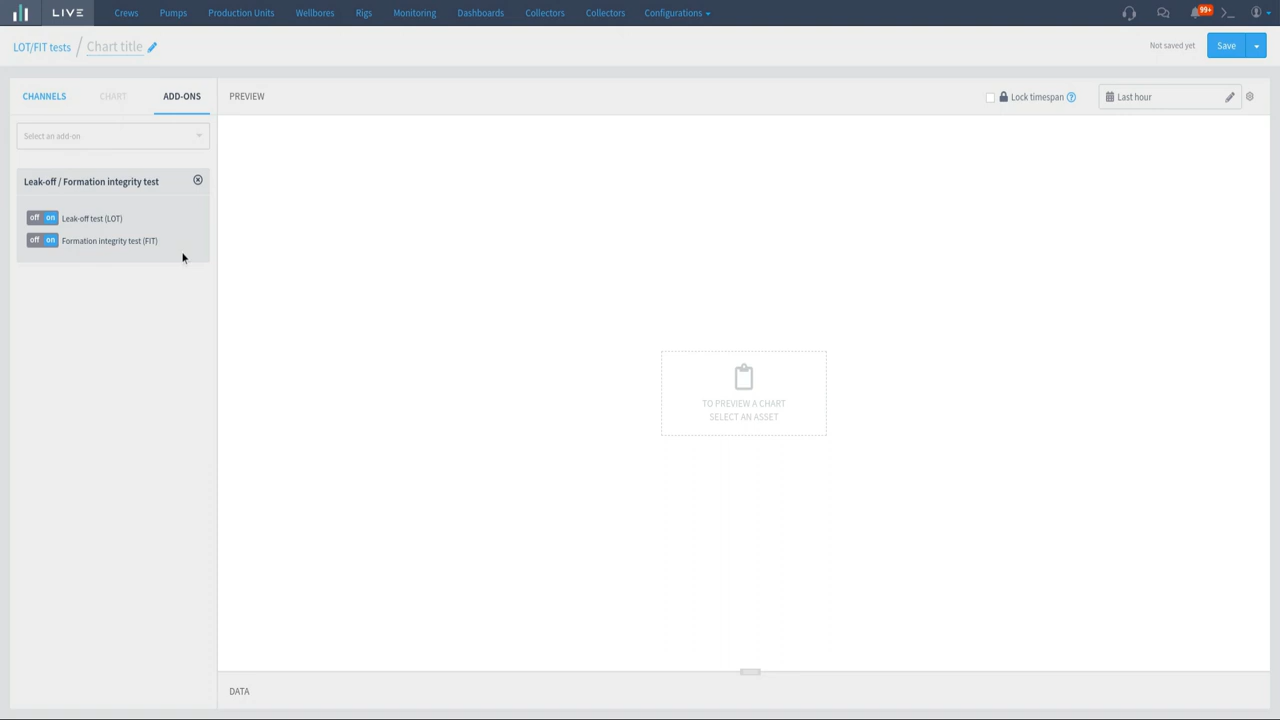 LIVE Crews Pumps Production Units Wellbores Rigs Monitoring Dashboards Collectors Collectors Configurations 99+
LOT/FIT tests / Chart title Not saved yet Save
CHANNELS CHART ADD-ONS PREVIEW Lock timespan ? Last hour
Select an add-on
Leak-off / Formation integrity test
off on Leak-off test (LOT)
off on Formation integrity test (FIT)
TO PREVIEW A CHART
SELECT AN ASSET
DATA